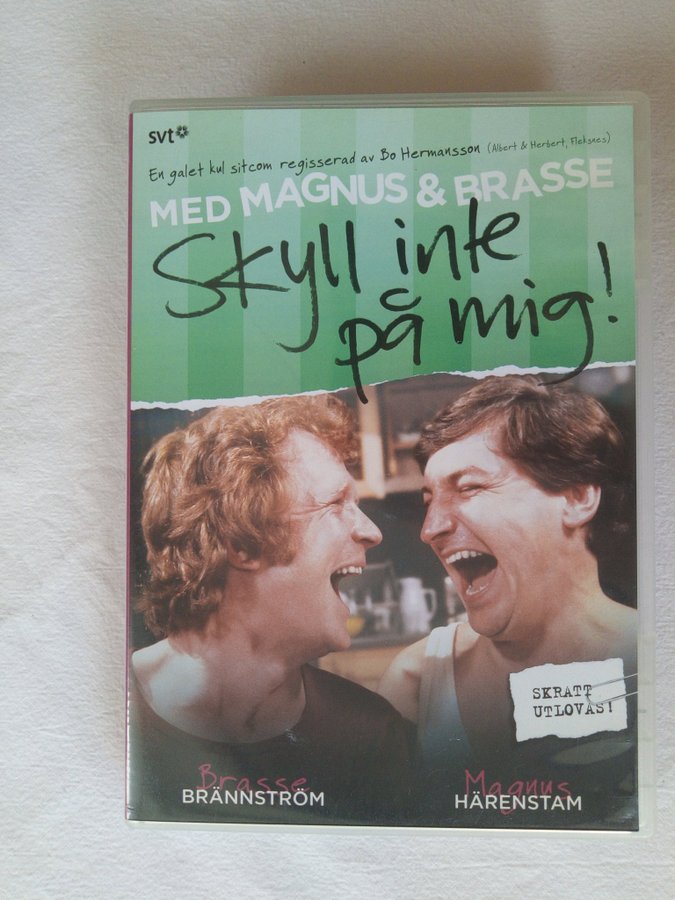 svt
En galet kul sitcom regisserad av Bo Hermansson (Albert & Herbert, Fleksnes)
MED MAGNUS & BRASSE
Skyll inte
på mig!
SKRATT
UTLOVAS!
Brasse
BRÄNNSTRÖM
Magnus
HÄRENSTAM